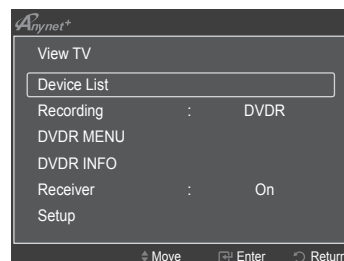 Anynet+
View TV
Device List
Recording : DVDR
DVDR MENU
DVDR INFO
Receiver : On
Setup
Move Enter Return